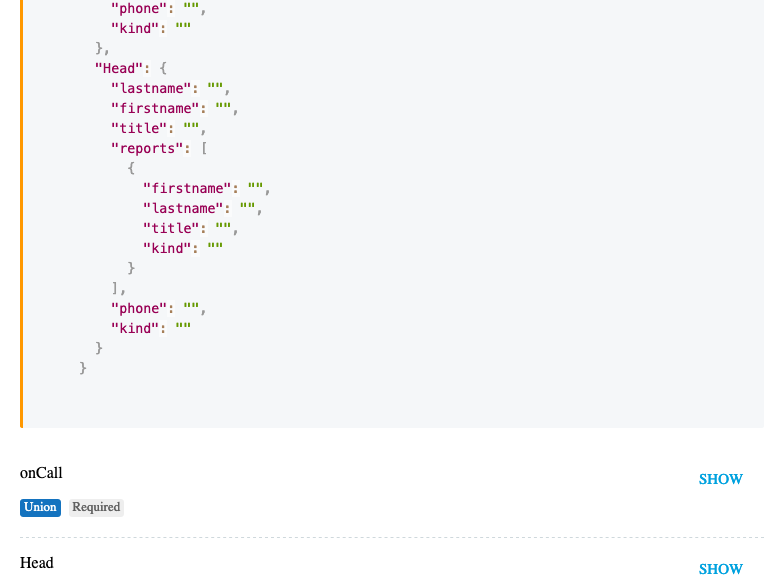 "phone": "",
"kind": ""
},
"Head": {
"lastname": "",
"firstname": "",
"title": "",
"reports": [
{
"firstname": "",
"lastname": "",
"title": "",
"kind": ""
}
],
"phone": "",
"kind": ""
}
}
onCall
SHOW
Union Required
Head
SHOW